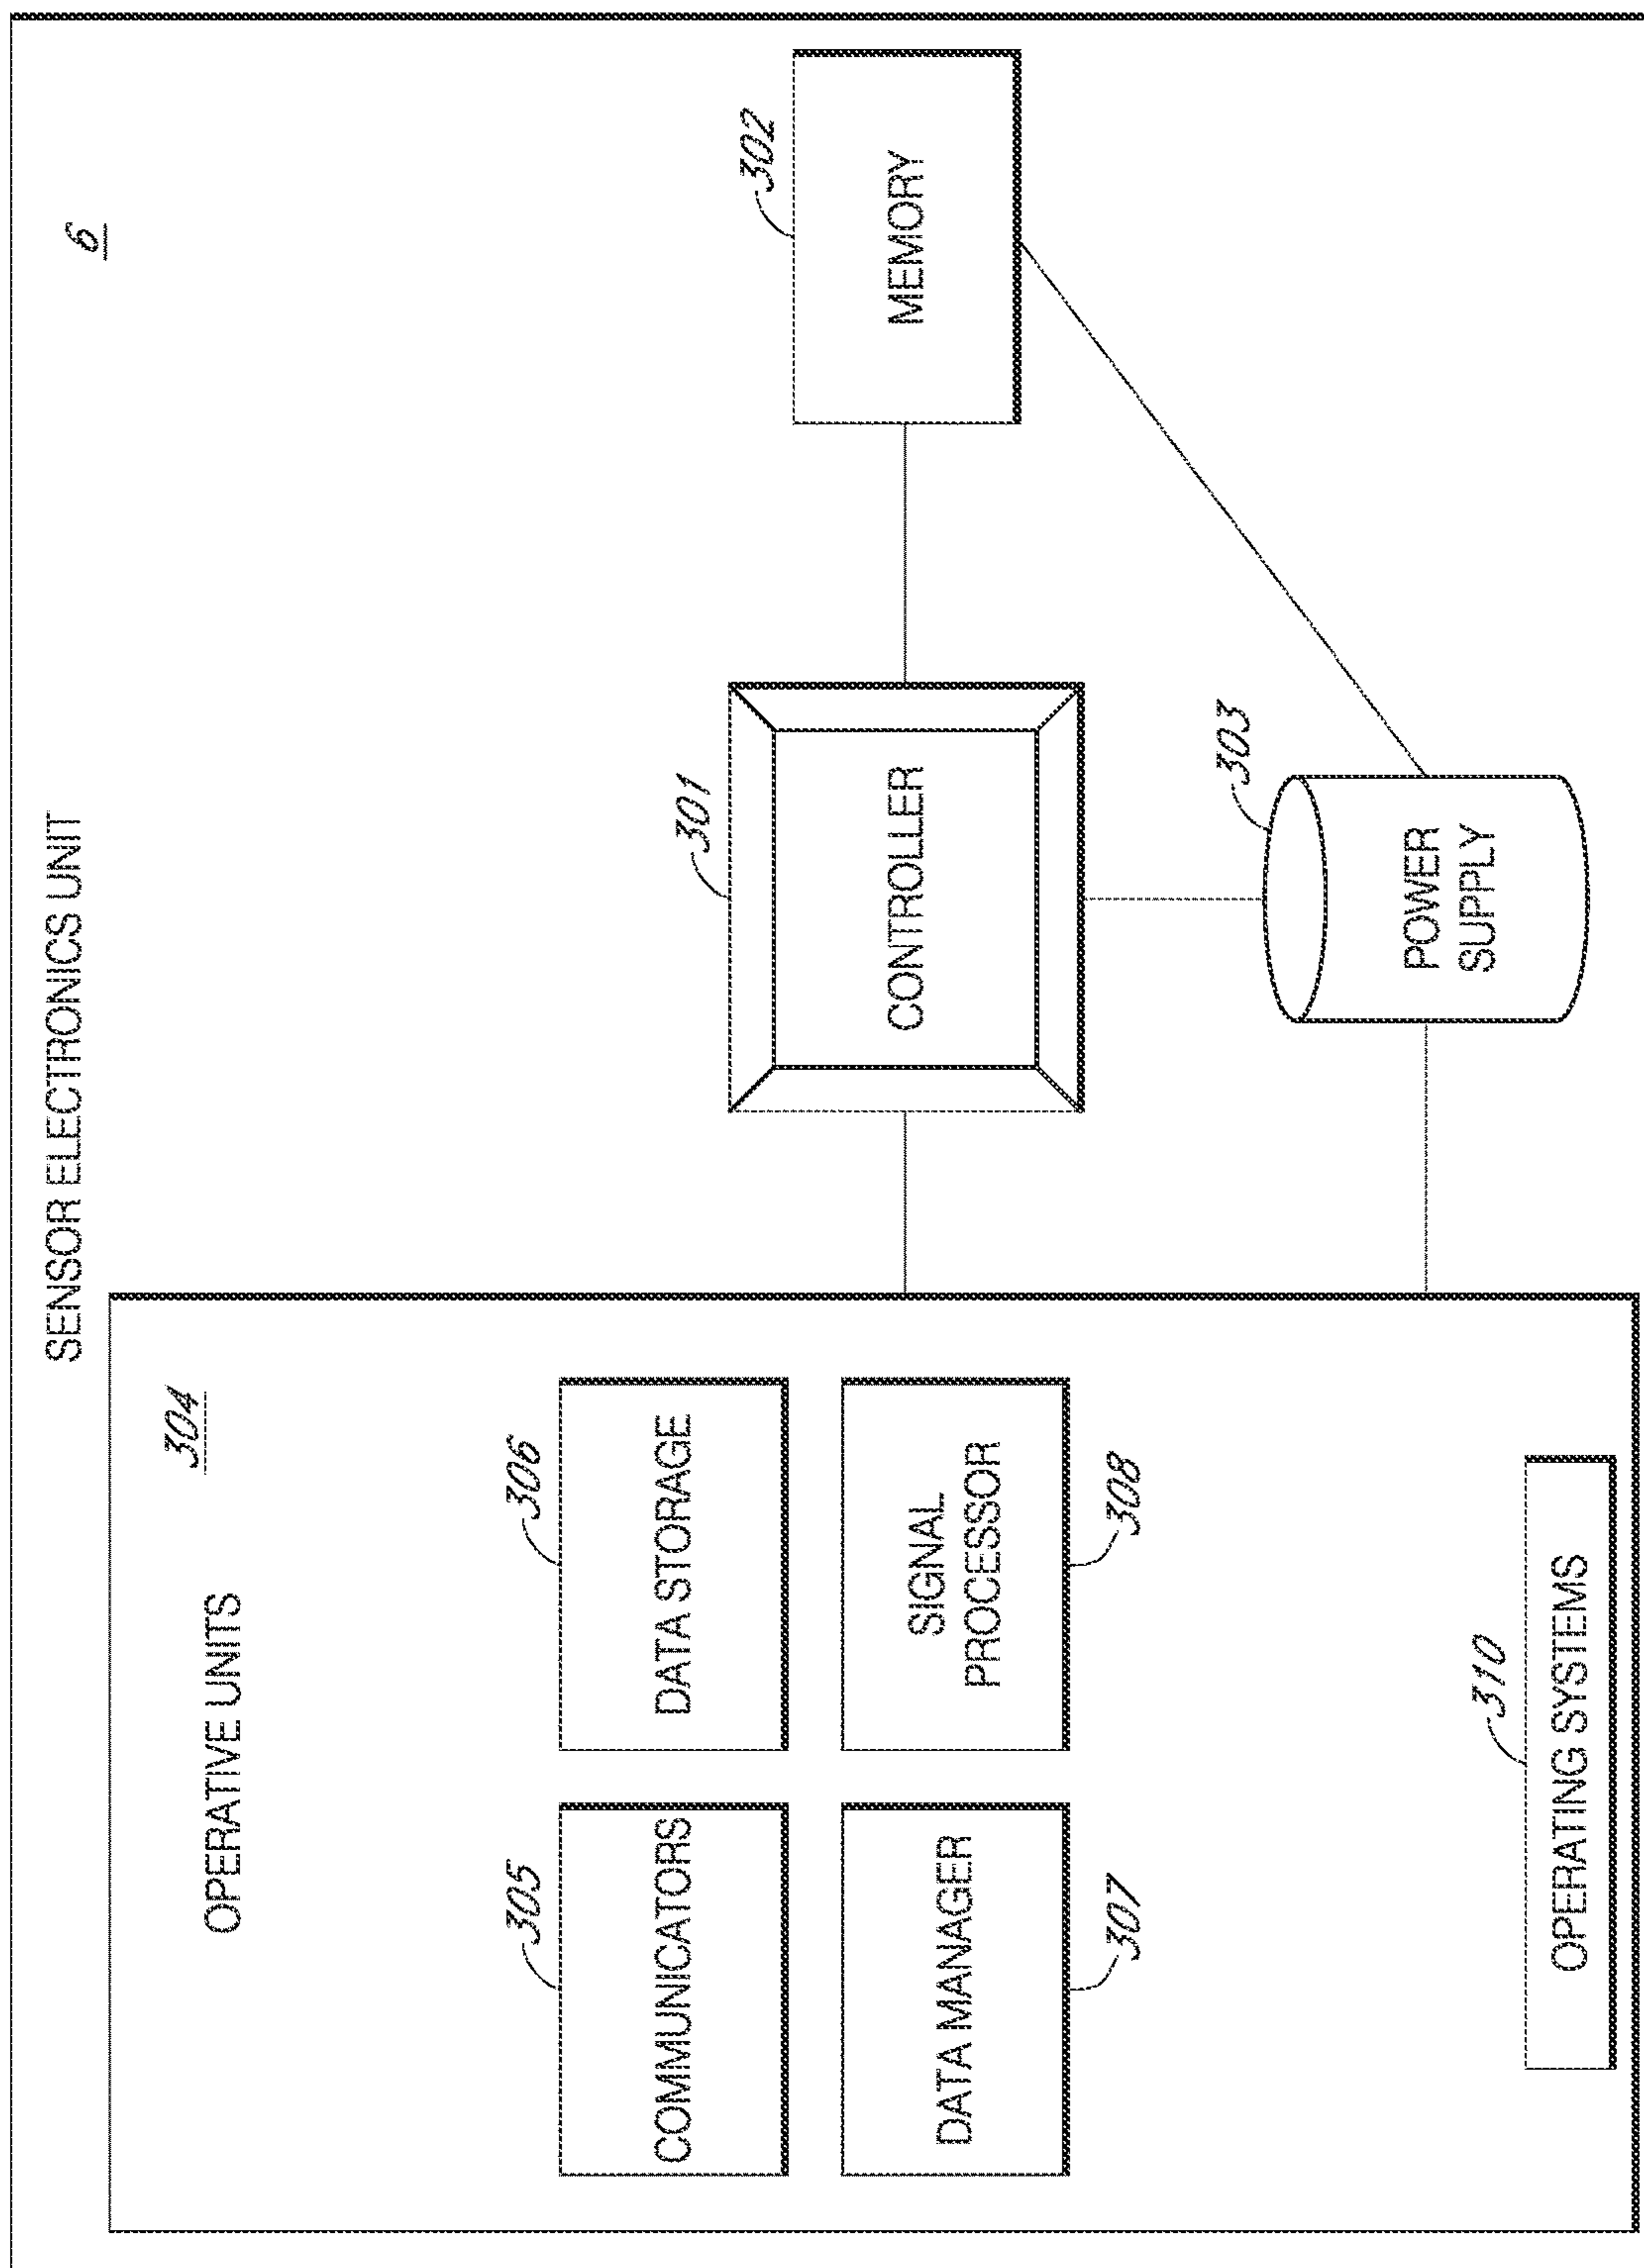 SENSOR ELECTRONICS UNIT
6
304
OPERATIVE UNITS
305
COMMUNICATORS
306
DATA STORAGE
DATA MANAGER
307
SIGNAL
PROCESSOR
308
310
OPERATING SYSTEMS
301
CONTROLLER
302
MEMORY
303
POWER
SUPPLY